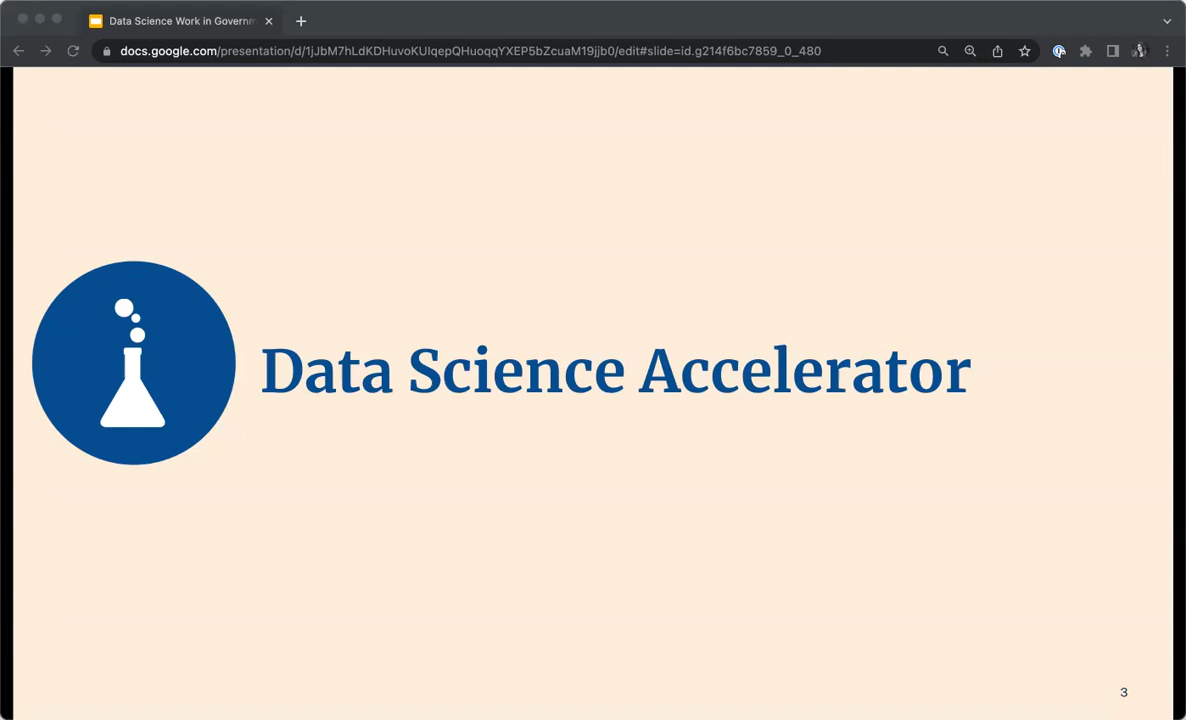 Data Science Work in Governm
docs.google.com/presentation/d/1jJbM7hLdKDHuvoKUIqepQHuoqqYXEP5bZcuaM19jjb0/edit#slide=id.g214f6bc7859_0_480
Data Science Accelerator
3